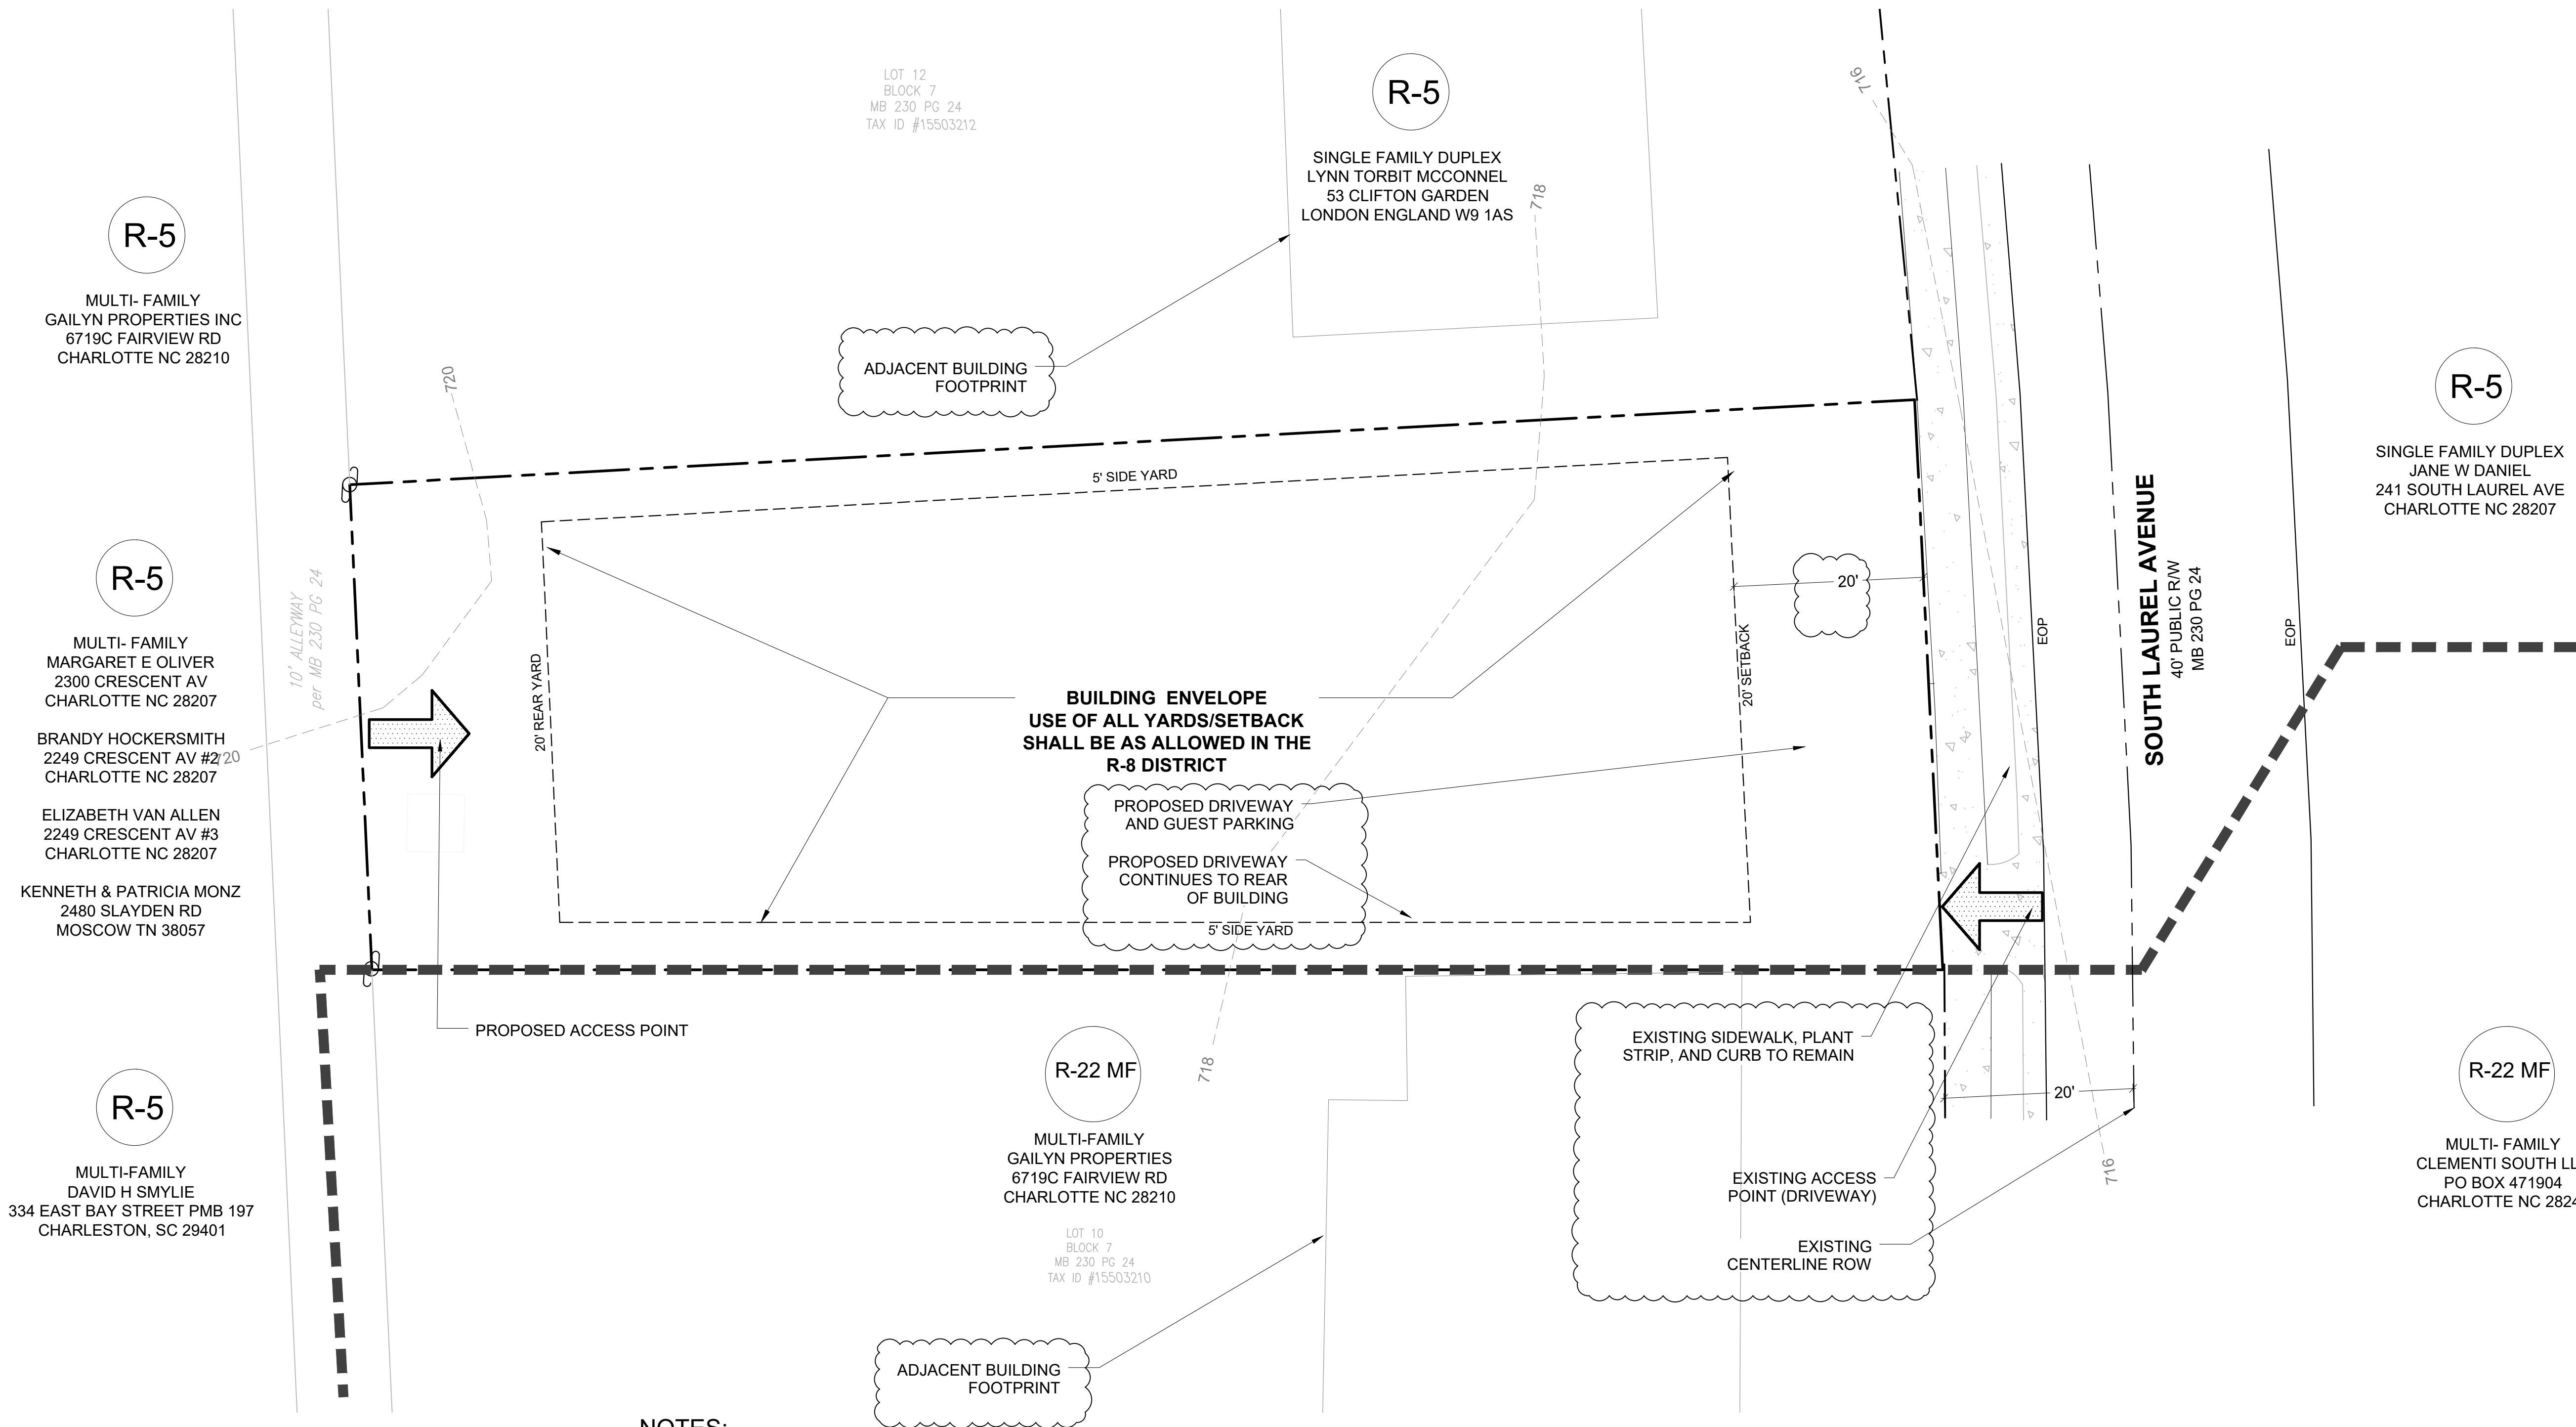 LOT 12
BLOCK 7
MB 230 PG 24
TAX ID #15503212
R-5
SINGLE FAMILY DUPLEX
LYNN TORBIT MCCONNEL
53 CLIFTON GARDEN
LONDON ENGLAND W9 1AS
718
716
R-5
MULTI- FAMILY
GAILYN PROPERTIES INC
6719C FAIRVIEW RD
CHARLOTTE NC 28210
720
ADJACENT BUILDING
FOOTPRINT
R-5
SINGLE FAMILY DUPLEX
JANE W DANIEL
241 SOUTH LAUREL AVE
CHARLOTTE NC 28207
5' SIDE YARD
R-5
MULTI- FAMILY
MARGARET E OLIVER
2300 CRESCENT AV
CHARLOTTE NC 28207
BRANDY HOCKERSMITH
2249 CRESCENT AV #2
CHARLOTTE NC 28207
ELIZABETH VAN ALLEN
2249 CRESCENT AV #3
CHARLOTTE NC 28207
KENNETH & PATRICIA MONZ
2480 SLAYDEN RD
MOSCOW TN 38057
720
10' ALLEYWAY
per MB 230 PG 24
20' REAR YARD
BUILDING ENVELOPE
USE OF ALL YARDS/SETBACK
SHALL BE AS ALLOWED IN THE
R-8 DISTRICT
PROPOSED DRIVEWAY
AND GUEST PARKING
PROPOSED DRIVEWAY
CONTINUES TO REAR
OF BUILDING
5' SIDE YARD
20' SETBACK
20'
EOP
SOUTH LAUREL AVENUE
40' PUBLIC R/W
MB 230 PG 24
EOP
PROPOSED ACCESS POINT
R-5
MULTI-FAMILY
DAVID H SMYLIE
334 EAST BAY STREET PMB 197
CHARLESTON, SC 29401
R-22 MF
MULTI-FAMILY
GAILYN PROPERTIES
6719C FAIRVIEW RD
CHARLOTTE NC 28210
LOT 10
BLOCK 7
MB 230 PG 24
TAX ID #15503210
718
EXISTING SIDEWALK, PLANT
STRIP, AND CURB TO REMAIN
EXISTING ACCESS
POINT (DRIVEWAY)
EXISTING
CENTERLINE ROW
20'
716
R-22 MF
MULTI- FAMILY
CLEMENTI SOUTH LL
PO BOX 471904
CHARLOTTE NC 2824
ADJACENT BUILDING
FOOTPRINT
NOTES: